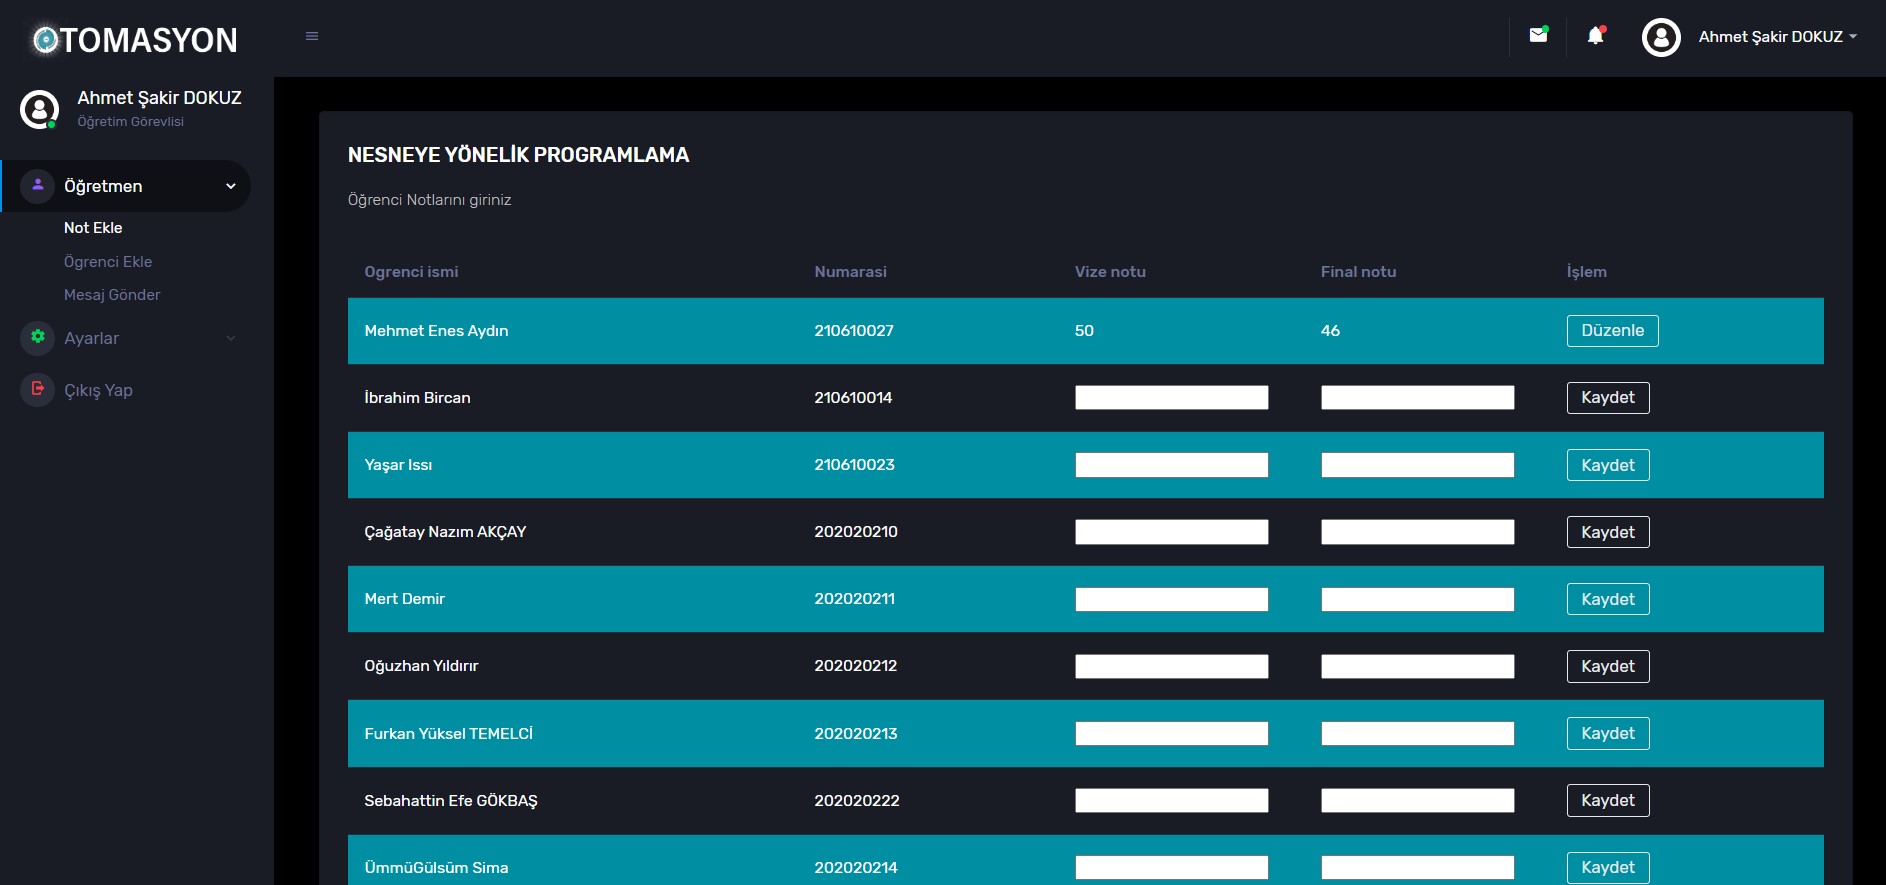 OTOMASYON
Ahmet Şakir DOKUZ
Ahmet Şakir DOKUZ
Öğretim Görevlisi
Öğretmen
Not Ekle
Ögrenci Ekle
Mesaj Gönder
Ayarlar
Çıkış Yap
NESNEYE YÖNELİK PROGRAMLAMA
Öğrenci Notlarını giriniz
Ogrenci ismi Numarasi Vize notu Final notu İşlem
Mehmet Enes Aydın 210610027 50 46 Düzenle
İbrahim Bircan 210610014 Kaydet
Yaşar Issı 210610023 Kaydet
Çağatay Nazım AKÇAY 202020210 Kaydet
Mert Demir 202020211 Kaydet
Oğuzhan Yıldırır 202020212 Kaydet
Furkan Yüksel TEMELCİ 202020213 Kaydet
Sebahattin Efe GÖKBAŞ 202020222 Kaydet
ÜmmüGülsüm Sima 202020214 Kaydet